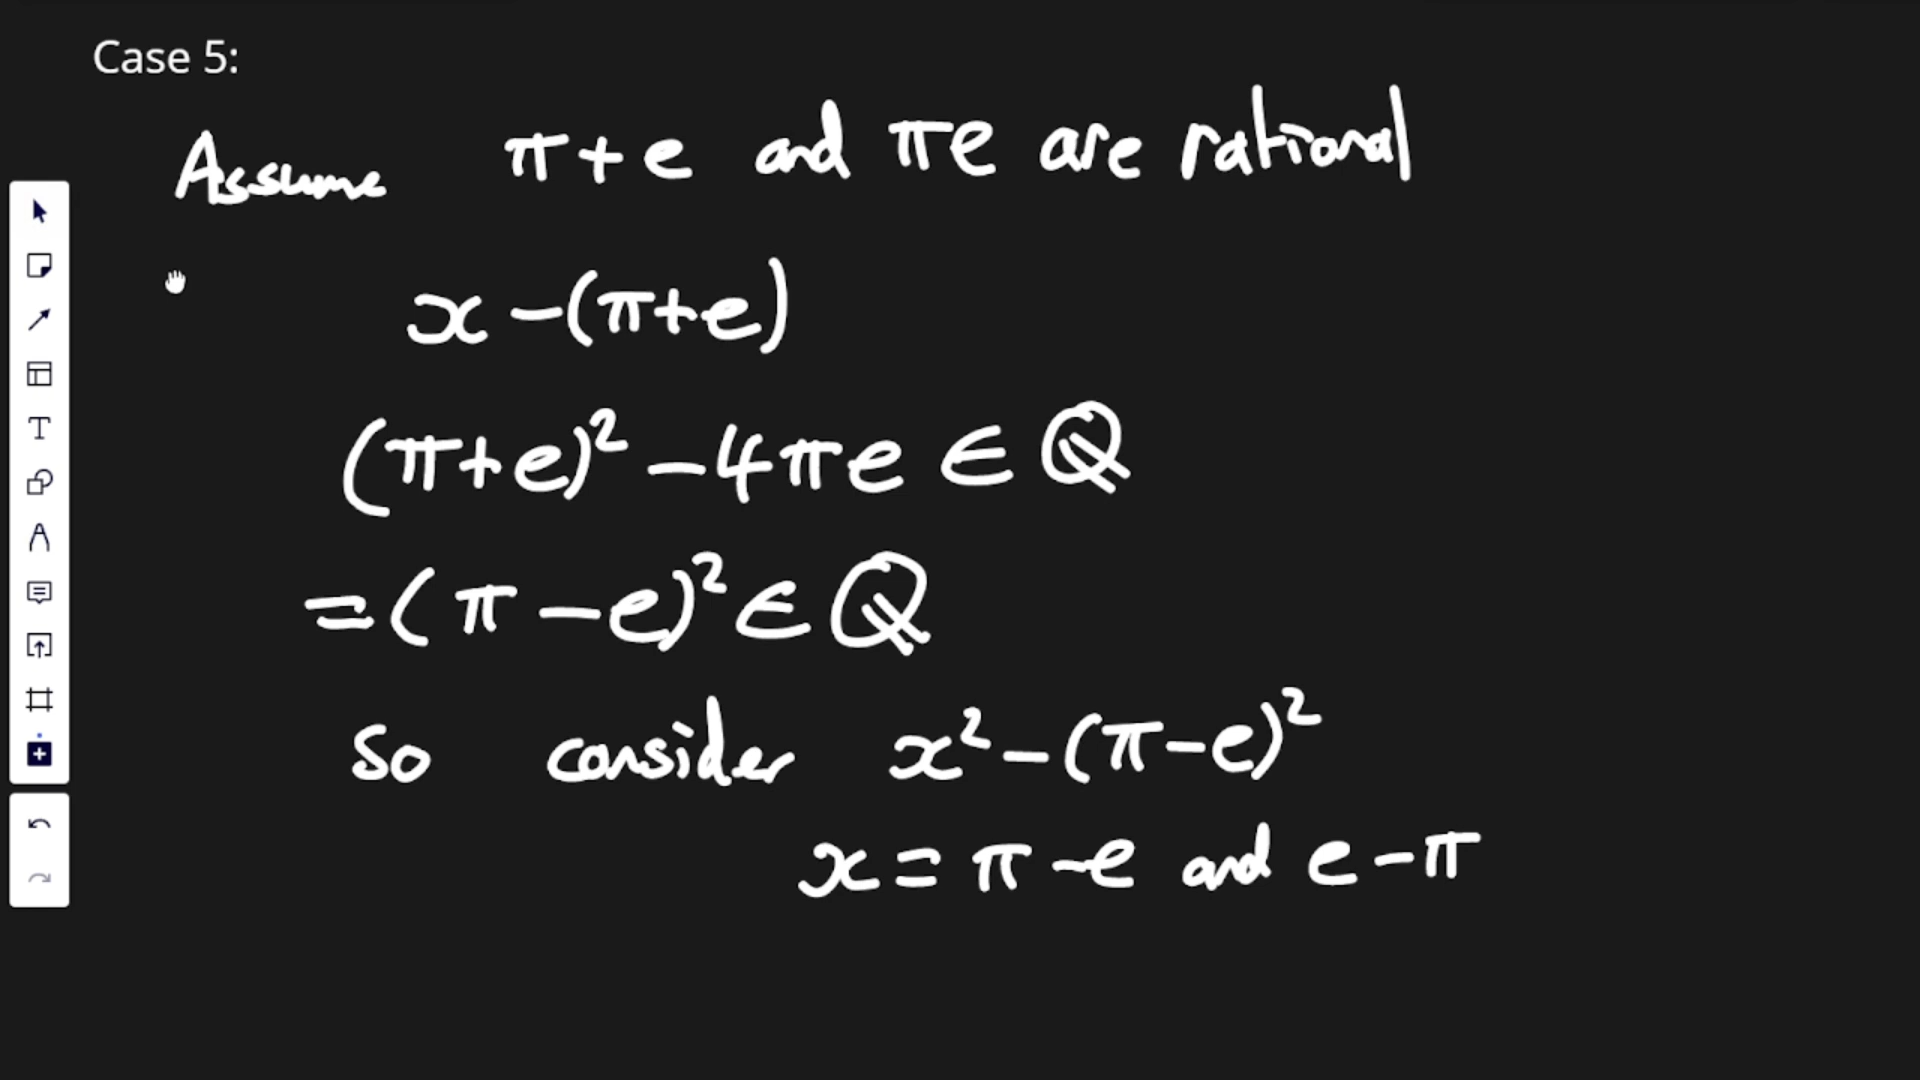 Case 5:
Assume π+e and πe are rational
x-(π+e)
(π+e)²-4πe ∈ ℚ
=(π-e)² ∈ ℚ
So consider x²-(π-e)²
x = π-e and e-π